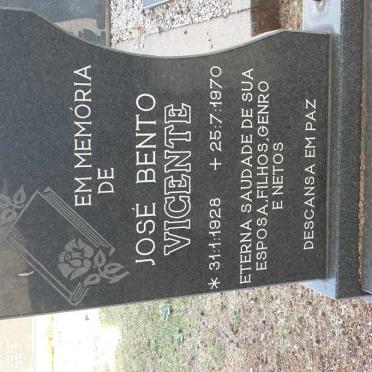 EM MEMÓRIA
DE
JOSÉ BENTO
VICENTE
* 31:1:1928 + 25:7:1970
ETERNA SAUDADE DE SUA
ESPOSA, FILHOS, GENRO
E NETOS
DESCANSA EM PAZ